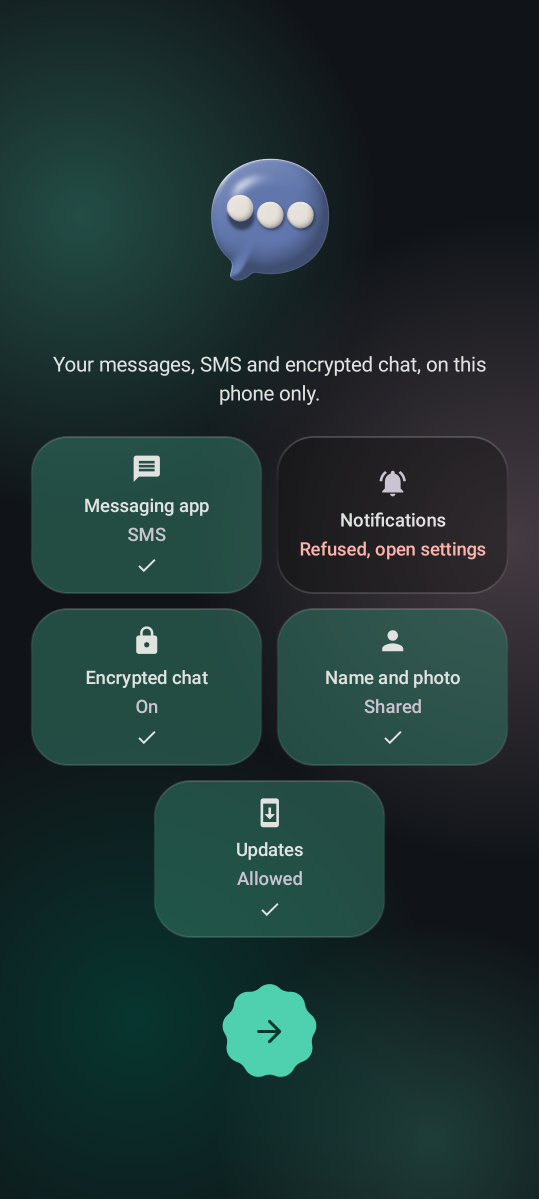 Your messages, SMS and encrypted chat, on this
phone only.
Messaging app
SMS
Notifications
Refused, open settings
Encrypted chat
On
Name and photo
Shared
Updates
Allowed